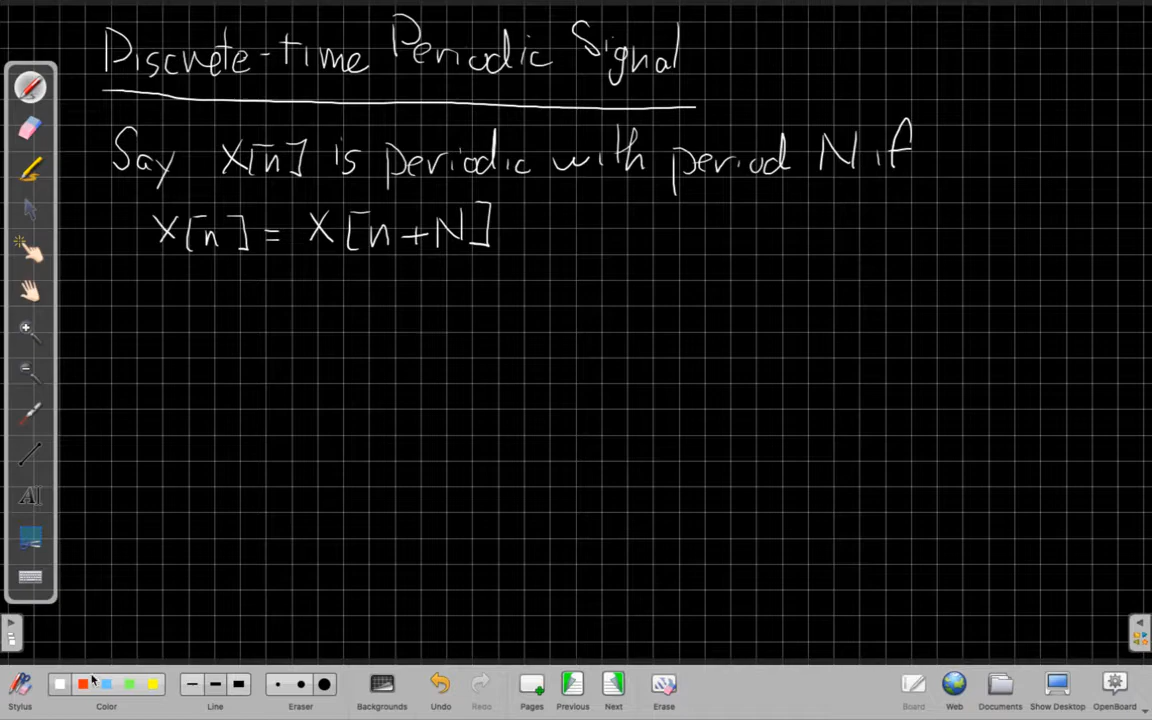 Discrete-time Periodic Signal
Say X[n] is periodic with period N if
X[n] = X[n+N]
AI
Stylus
Color
Line
Eraser
Backgrounds
Undo
Redo
Pages
Previous
Next
Erase
Board
Web
Documents
Show Desktop
OpenBoard